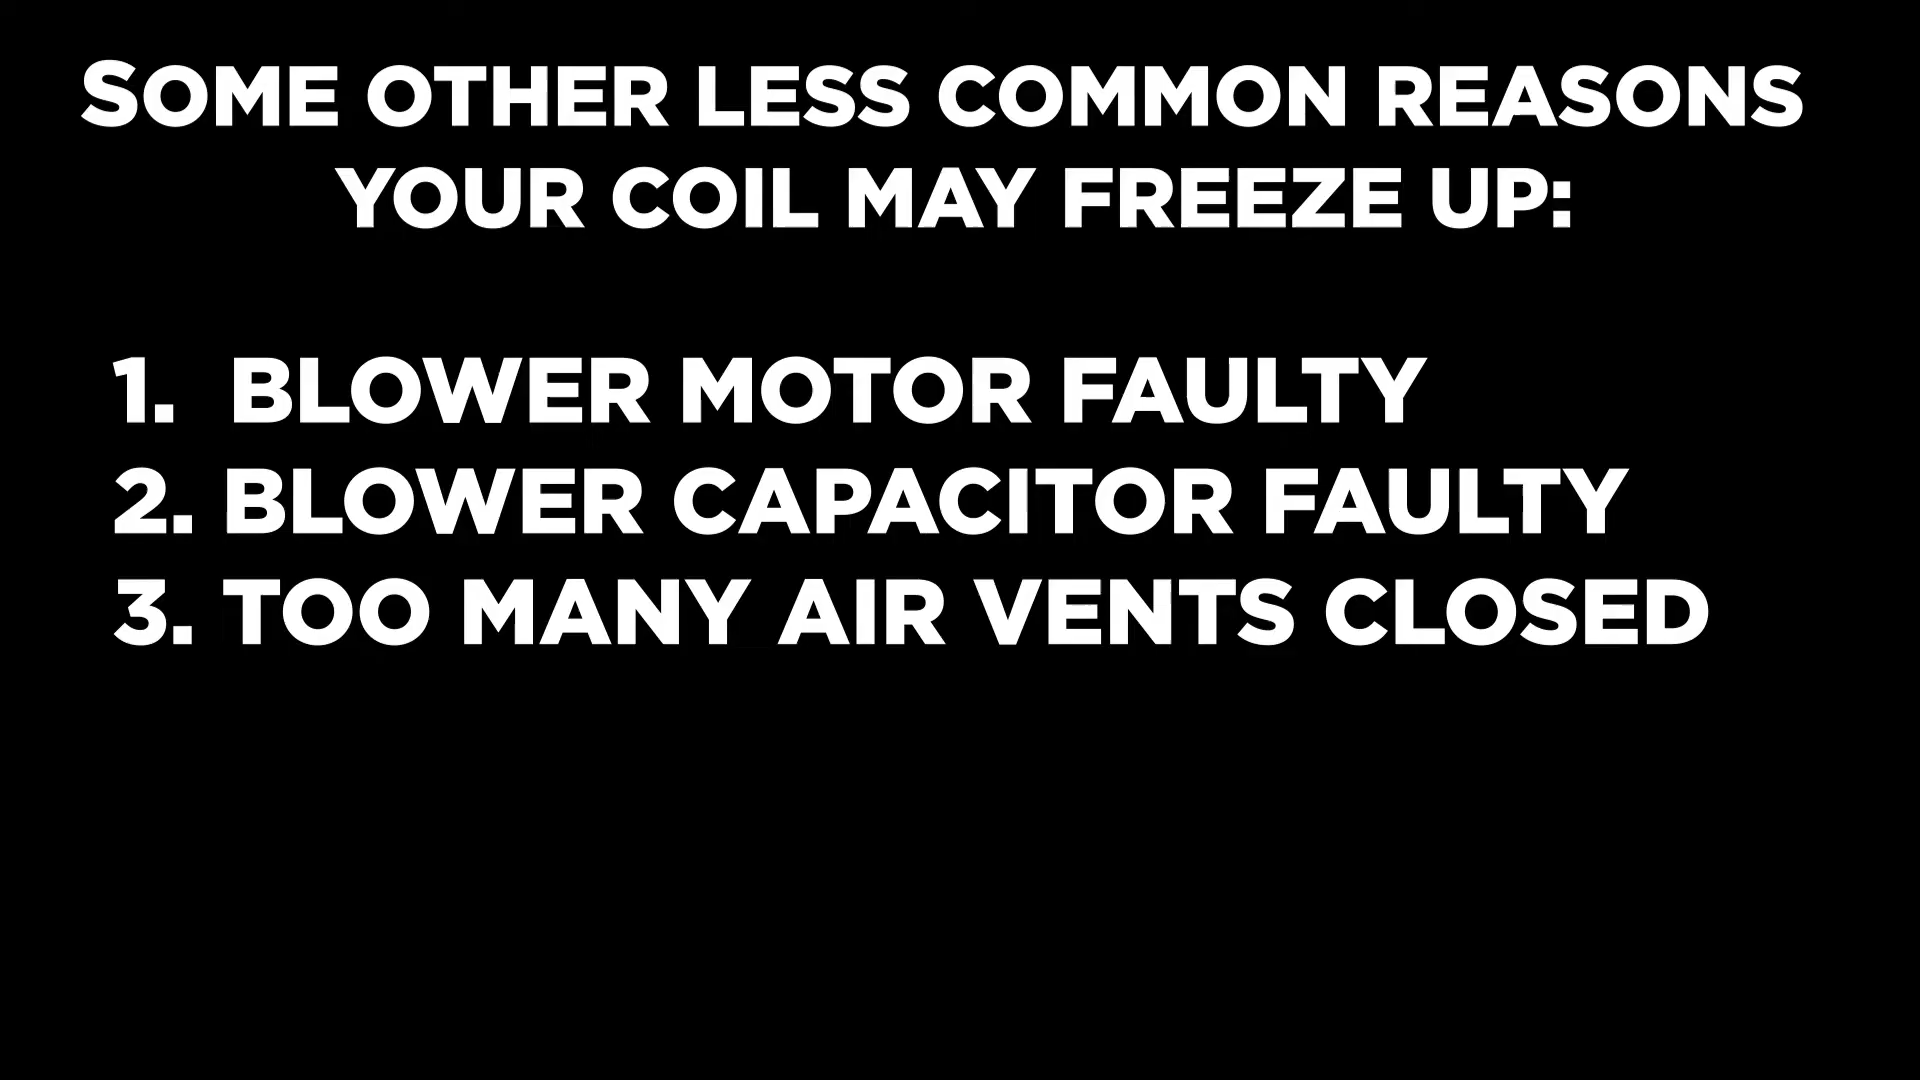 SOME OTHER LESS COMMON REASONS
YOUR COIL MAY FREEZE UP:
1. BLOWER MOTOR FAULTY
2. BLOWER CAPACITOR FAULTY
3. TOO MANY AIR VENTS CLOSED